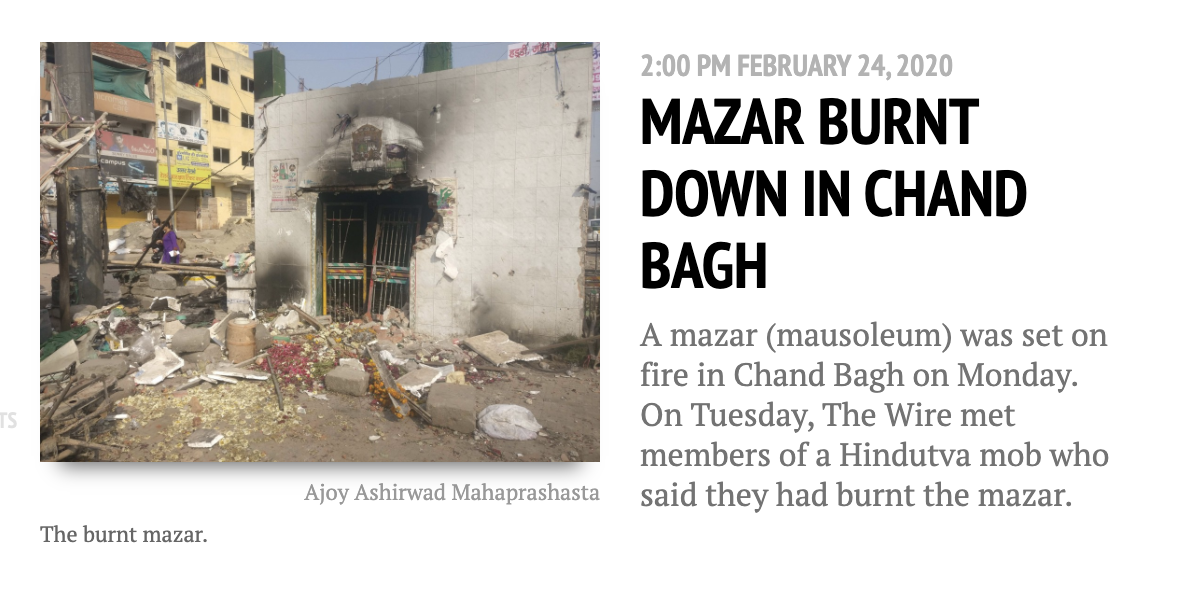 2:00 PM FEBRUARY 24, 2020
MAZAR BURNT
DOWN IN CHAND
BAGH
A mazar (mausoleum) was set on
fire in Chand Bagh on Monday.
On Tuesday, The Wire met
members of a Hindutva mob who
said they had burnt the mazar.
campus
TS
Ajoy Ashirwad Mahaprashasta
The burnt mazar.